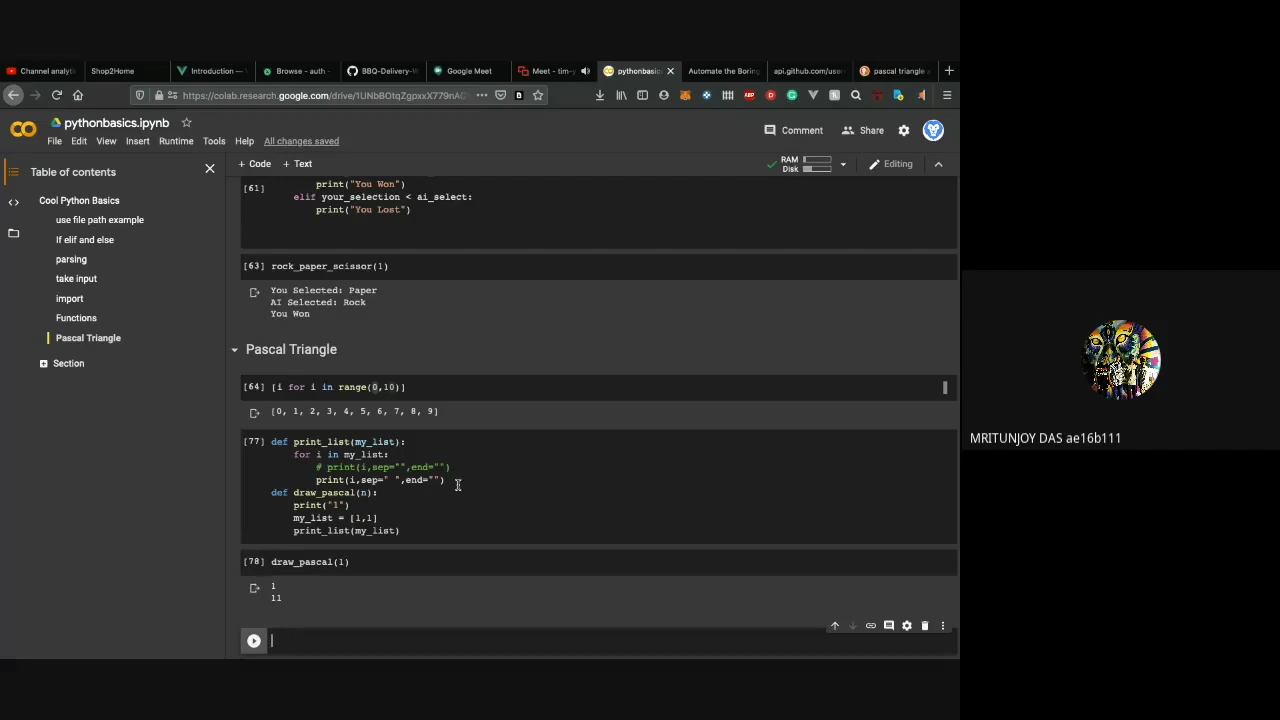 Channel analyti
Shop2Home
Introduction —
Browse - auth
GitHub BBQ-Delivery-W
Google Meet
Meet - tim-y
pythonbasic
Automate the Boring
api.github.com/user
pascal triangle a
https://colab.research.google.com/drive/1UNbBOtqZgpxxX779nA
pythonbasics.ipynb
Comment
Share
File Edit View Insert Runtime Tools Help All changes saved
Table of contents
+ Code + Text
RAM
Disk
Editing
Cool Python Basics
use file path example
If elif and else
parsing
take input
import
Functions
Pascal Triangle
Section
[61] print("You Won")
elif your_selection < ai_select:
print("You Lost")
[63] rock_paper_scissor(1)
You Selected: Paper
AI Selected: Rock
You Won
Pascal Triangle
[64] [i for i in range(0,10)]
[0, 1, 2, 3, 4, 5, 6, 7, 8, 9]
[77] def print_list(my_list):
for i in my_list:
# print(i,sep="",end="")
print(i,sep=" ",end="")
def draw_pascal(n):
print("1")
my_list = [1,1]
print_list(my_list)
[78] draw_pascal(1)
1
11
MRITUNJOY DAS ae16b111